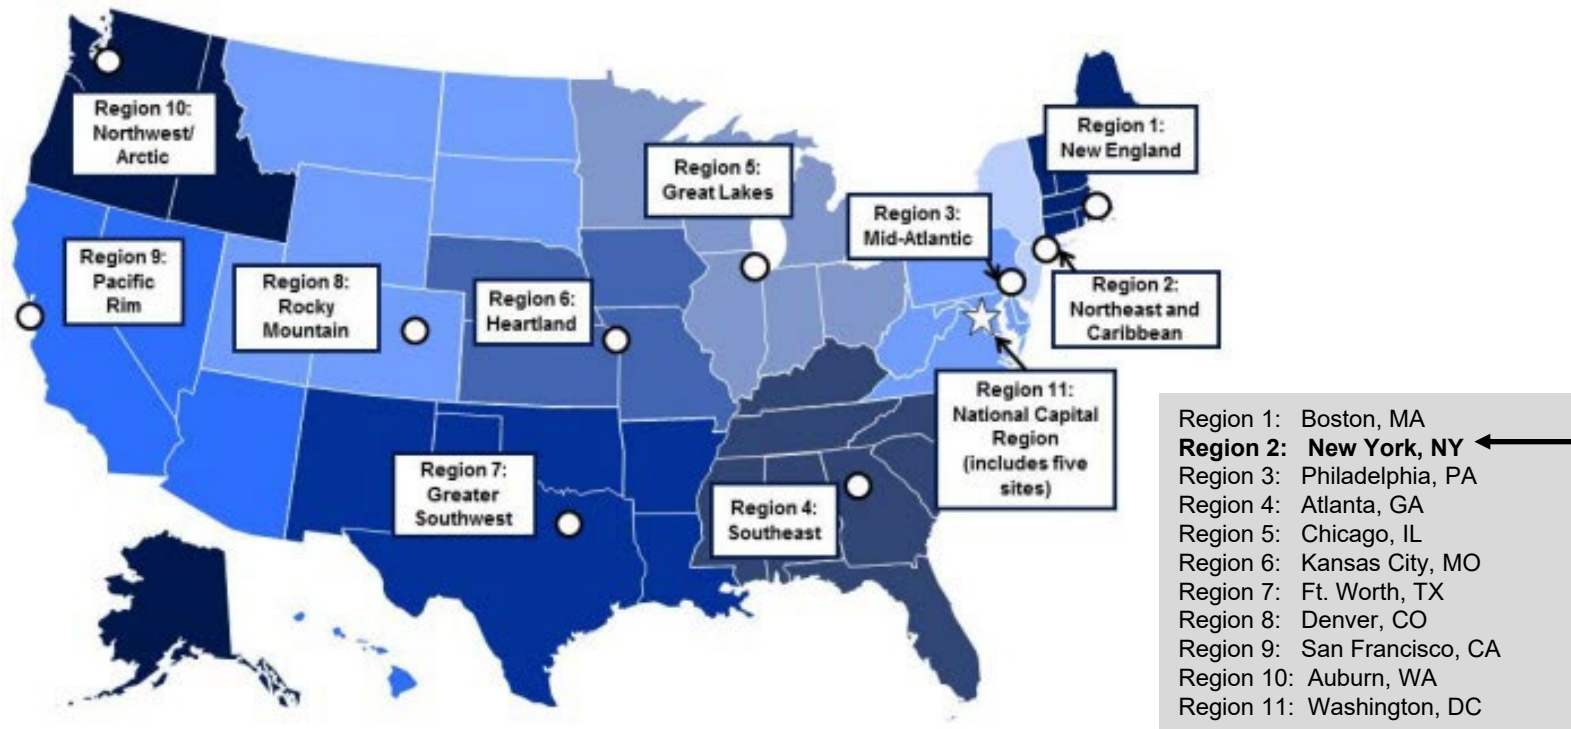 Region 10:
Northwest/
Arctic
Region 1:
New England
Region 5:
Great Lakes
Region 3:
Mid-Atlantic
Region 9:
Pacific
Rim
Region 8:
Rocky
Mountain
Region 6:
Heartland
Region 2:
Northeast and
Caribbean
Region 11:
National Capital
Region
(includes five
sites)
Region 7:
Greater
Southwest
Region 4:
Southeast
Region 1: Boston, MA
Region 2: New York, NY
Region 3: Philadelphia, PA
Region 4: Atlanta, GA
Region 5: Chicago, IL
Region 6: Kansas City, MO
Region 7: Ft. Worth, TX
Region 8: Denver, CO
Region 9: San Francisco, CA
Region 10: Auburn, WA
Region 11: Washington, DC